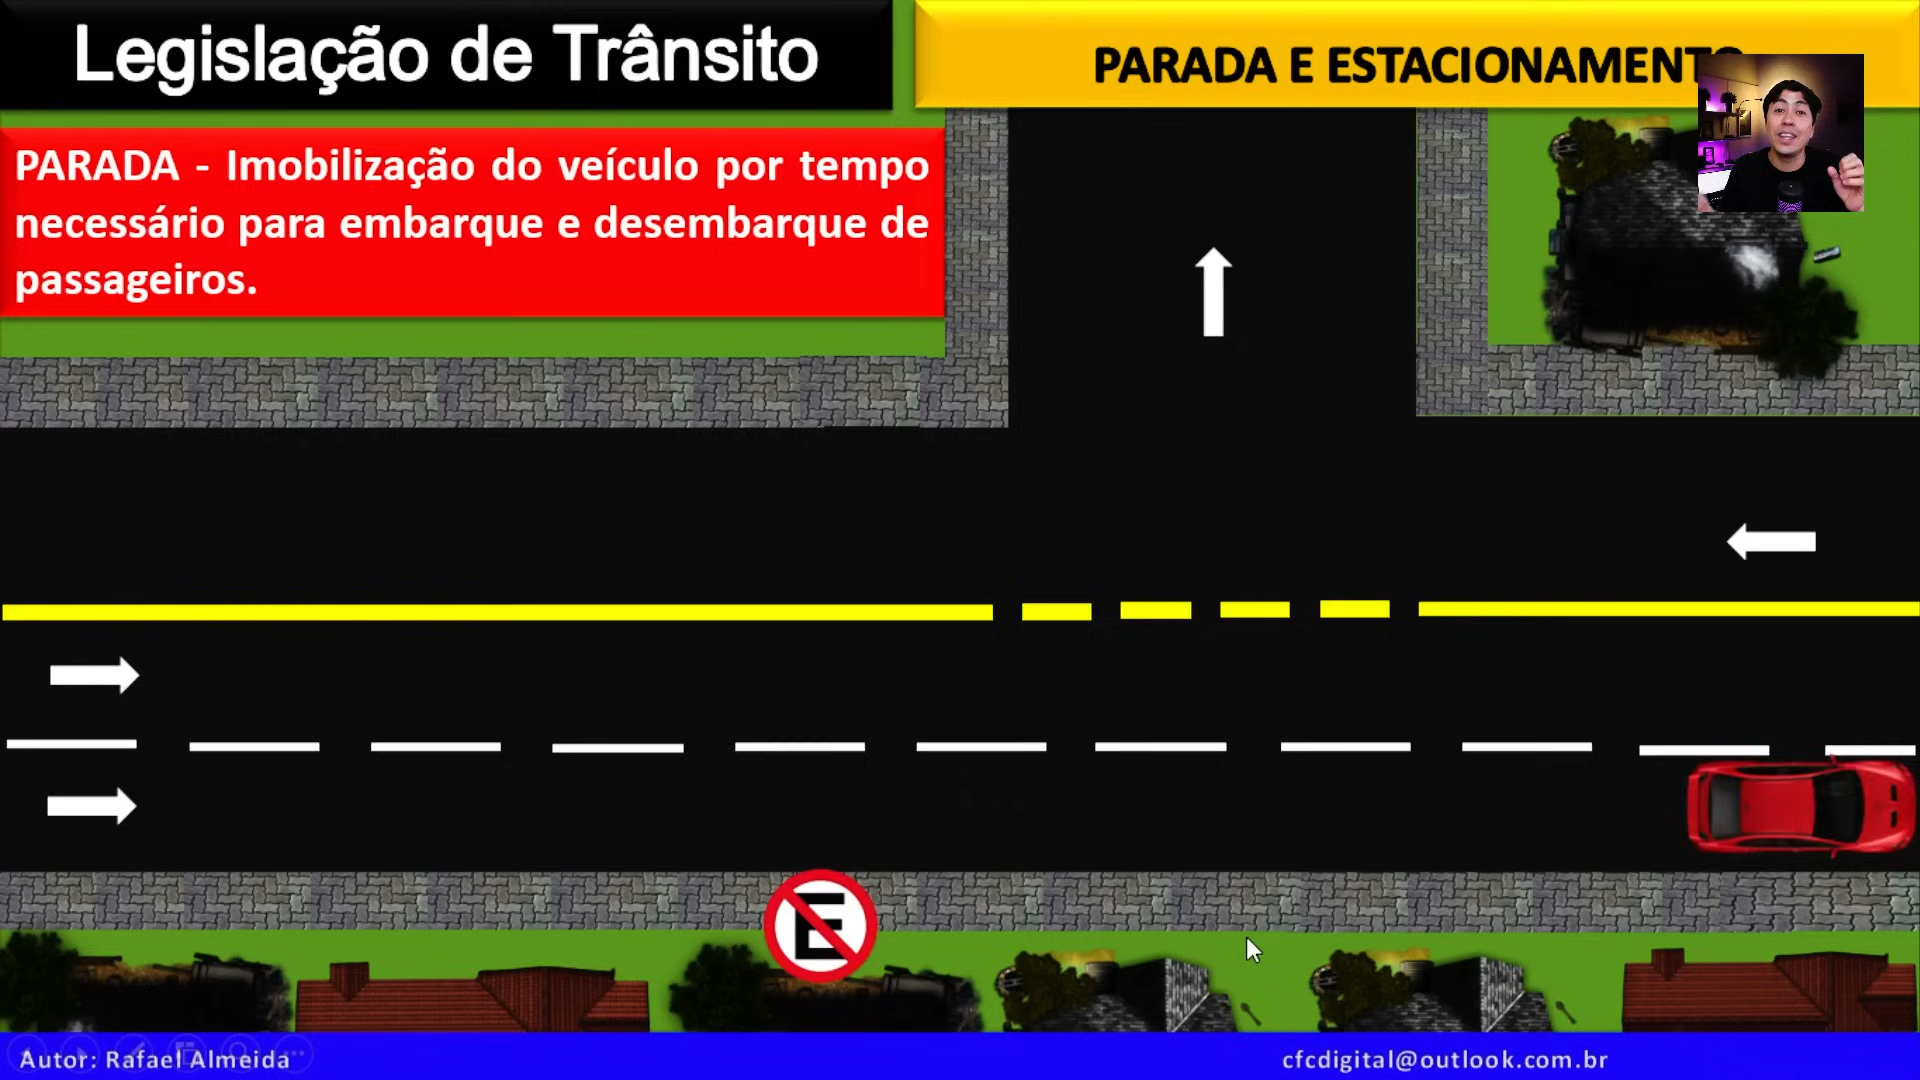 Legislação de Trânsito
PARADA E ESTACIONAMENTO
PARADA - Imobilização do veículo por tempo
necessário para embarque e desembarque de
passageiros.
E
Autor: Rafael Almeida
cfcdigital@outlook.com.br